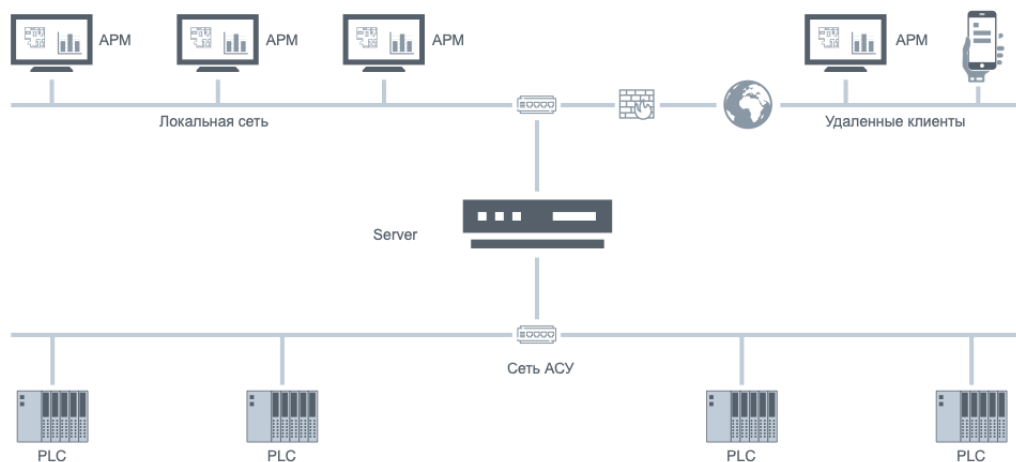 АРМ
АРМ
АРМ
АРМ
Локальная сеть
Удаленные клиенты
Server
Сеть АСУ
PLC
PLC
PLC
PLC